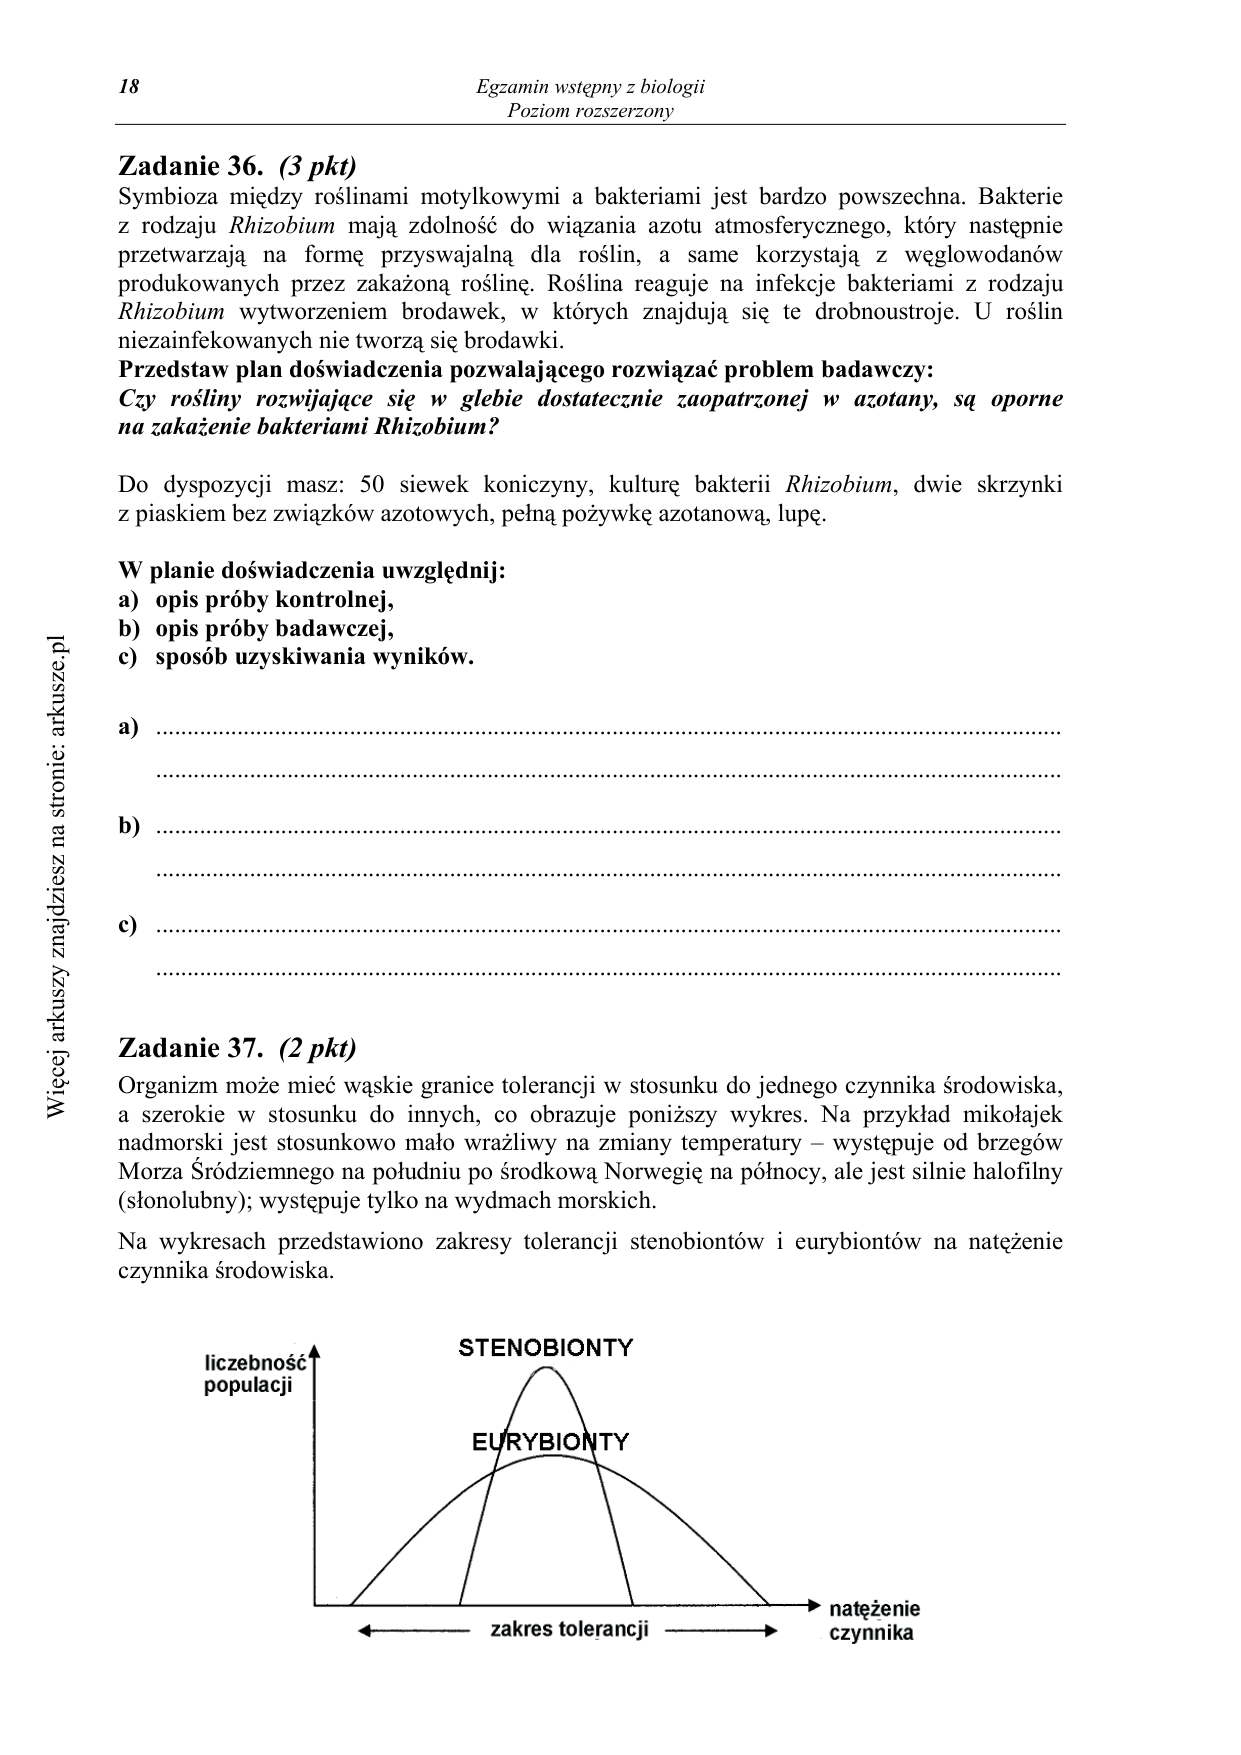 18
Egzamin wstępny z biologii
Poziom rozszerzony
Zadanie 36. (3 pkt)
Symbioza między roślinami motylkowymi a bakteriami jest bardzo powszechna. Bakterie
z rodzaju Rhizobium mają zdolność do wiązania azotu atmosferycznego, który następnie
przetwarzają na formę przyswajalną dla roślin, a same korzystają z węglowodanów
produkowanych przez zakażoną roślinę. Roślina reaguje na infekcje bakteriami z rodzaju
Rhizobium wytworzeniem brodawek, w których znajdują się te drobnoustroje. U roślin
niezainfekowanych nie tworzą się brodawki.
Przedstaw plan doświadczenia pozwalającego rozwiązać problem badawczy:
Czy rośliny rozwijające się w glebie dostatecznie zaopatrzonej w azotany, są oporne
na zakażenie bakteriami Rhizobium?
Do dyspozycji masz: 50 siewek koniczyny, kulturę bakterii Rhizobium, dwie skrzynki
z piaskiem bez związków azotowych, pełną pożywkę azotanową, lupę.
W planie doświadczenia uwzględnij:
a) opis próby kontrolnej,
b) opis próby badawczej,
c) sposób uzyskiwania wyników.
a)
b)
c)
Zadanie 37. (2 pkt)
Organizm może mieć wąskie granice tolerancji w stosunku do jednego czynnika środowiska,
a szerokie w stosunku do innych, co obrazuje poniższy wykres. Na przykład mikołajek
nadmorski jest stosunkowo mało wrażliwy na zmiany temperatury – występuje od brzegów
Morza Śródziemnego na południu po środkową Norwegię na północy, ale jest silnie halofilny
(słonolubny); występuje tylko na wydmach morskich.
Na wykresach przedstawiono zakresy tolerancji stenobiontów i eurybiontów na natężenie
czynnika środowiska.
STENOBIONTY
liczebność
populacji
EURYBIONTY
zakres tolerancji
natężenie
czynnika
Więcej arkuszy znajdziesz na stronie: arkusze.pl